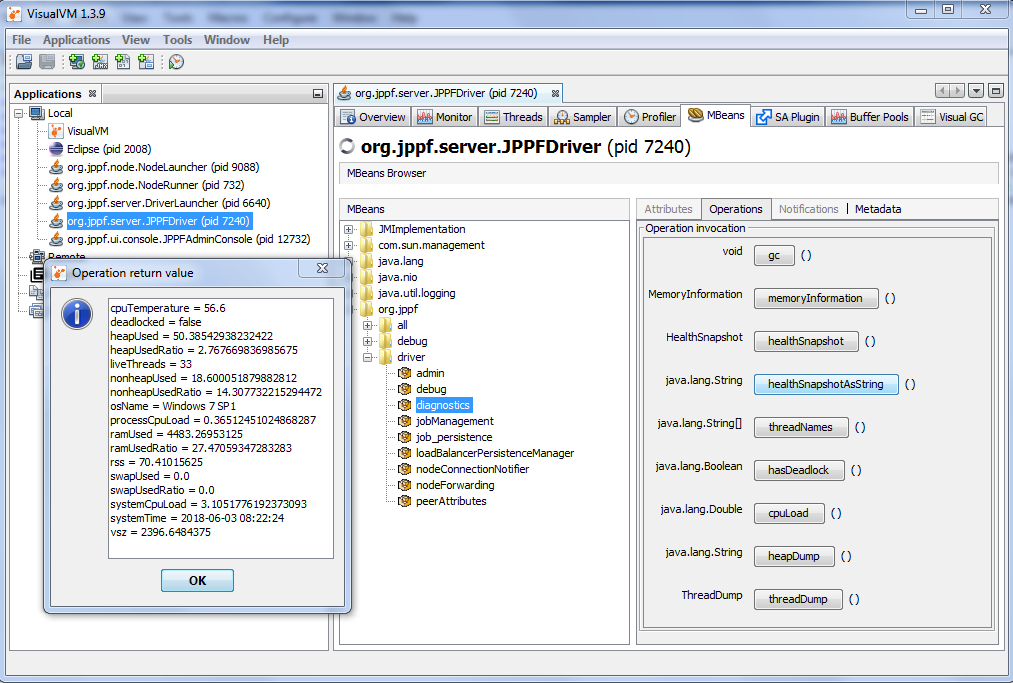 VisualVM 1.3.9
File Applications View Tools Window Help
Applications
Local
VisualVM
Eclipse (pid 2008)
org.jppf.node.NodeLauncher (pid 9088)
org.jppf.node.NodeRunner (pid 732)
org.jppf.server.DriverLauncher (pid 6640)
org.jppf.server.JPPFDriver (pid 7240)
org.jppf.ui.console.JPPFAdminConsole (pid 12732)
Remote
Operation return value
cpuTemperature = 56.6
deadlocked = false
heapUsed = 50.38542938232422
heapUsedRatio = 2.767669836985675
liveThreads = 33
nonheapUsed = 18.600051879882812
nonheapUsedRatio = 14.307732215294472
osName = Windows 7 SP1
processCpuLoad = 0.36512451024868287
ramUsed = 4483.26953125
ramUsedRatio = 27.47059347283283
rss = 70.41015625
swapUsed = 0.0
swapUsedRatio = 0.0
systemCpuLoad = 3.1051776192373093
systemTime = 2018-06-03 08:22:24
vsz = 2396.6484375
OK
org.jppf.server.JPPFDriver (pid 7240)
Overview Monitor Threads Sampler Profiler MBeans SA Plugin Buffer Pools Visual GC
org.jppf.server.JPPFDriver (pid 7240)
MBeans Browser
MBeans
JMImplementation
com.sun.management
java.lang
java.nio
java.util.logging
org.jppf
all
debug
driver
admin
debug
diagnostics
jobManagement
job_persistence
loadBalancerPersistenceManager
nodeConnectionNotifier
nodeForwarding
peerAttributes
Attributes Operations Notifications Metadata
Operation invocation
void gc ()
MemoryInformation memoryInformation ()
HealthSnapshot healthSnapshot ()
java.lang.String healthSnapshotAsString ()
java.lang.String[] threadNames ()
java.lang.Boolean hasDeadlock ()
java.lang.Double cpuLoad ()
java.lang.String heapDump ()
ThreadDump threadDump ()